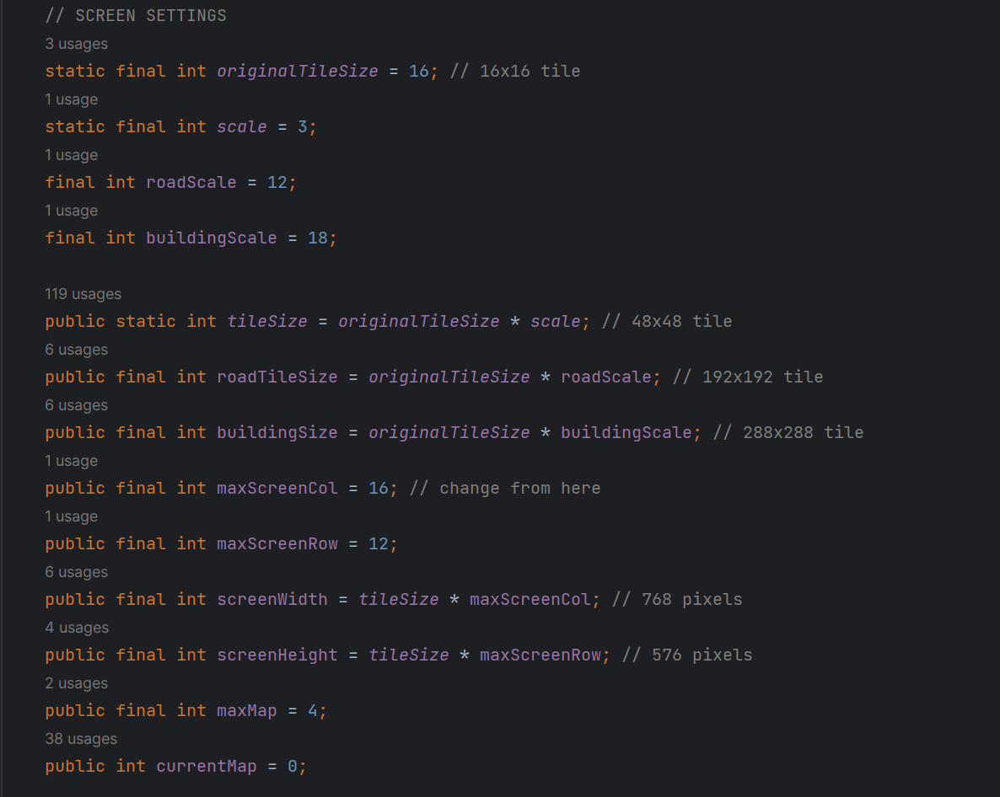 // SCREEN SETTINGS
3 usages
static final int originalTileSize = 16; // 16x16 tile
1 usage
static final int scale = 3;
1 usage
final int roadScale = 12;
1 usage
final int buildingScale = 18;
119 usages
public static int tileSize = originalTileSize * scale; // 48x48 tile
6 usages
public final int roadTileSize = originalTileSize * roadScale; // 192x192 tile
6 usages
public final int buildingSize = originalTileSize * buildingScale; // 288x288 tile
1 usage
public final int maxScreenCol = 16; // change from here
1 usage
public final int maxScreenRow = 12;
6 usages
public final int screenWidth = tileSize * maxScreenCol; // 768 pixels
4 usages
public final int screenHeight = tileSize * maxScreenRow; // 576 pixels
2 usages
public final int maxMap = 4;
38 usages
public int currentMap = 0;